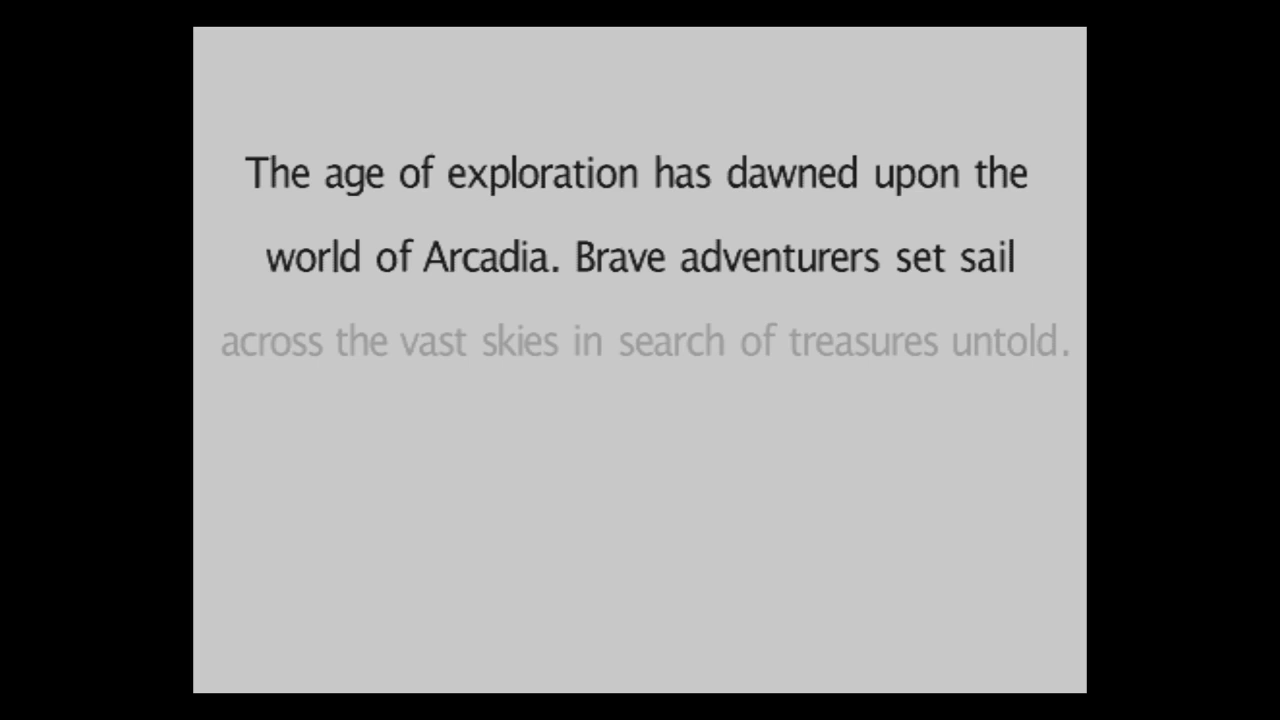 The age of exploration has dawned upon the
world of Arcadia. Brave adventurers set sail
across the vast skies in search of treasures untold.